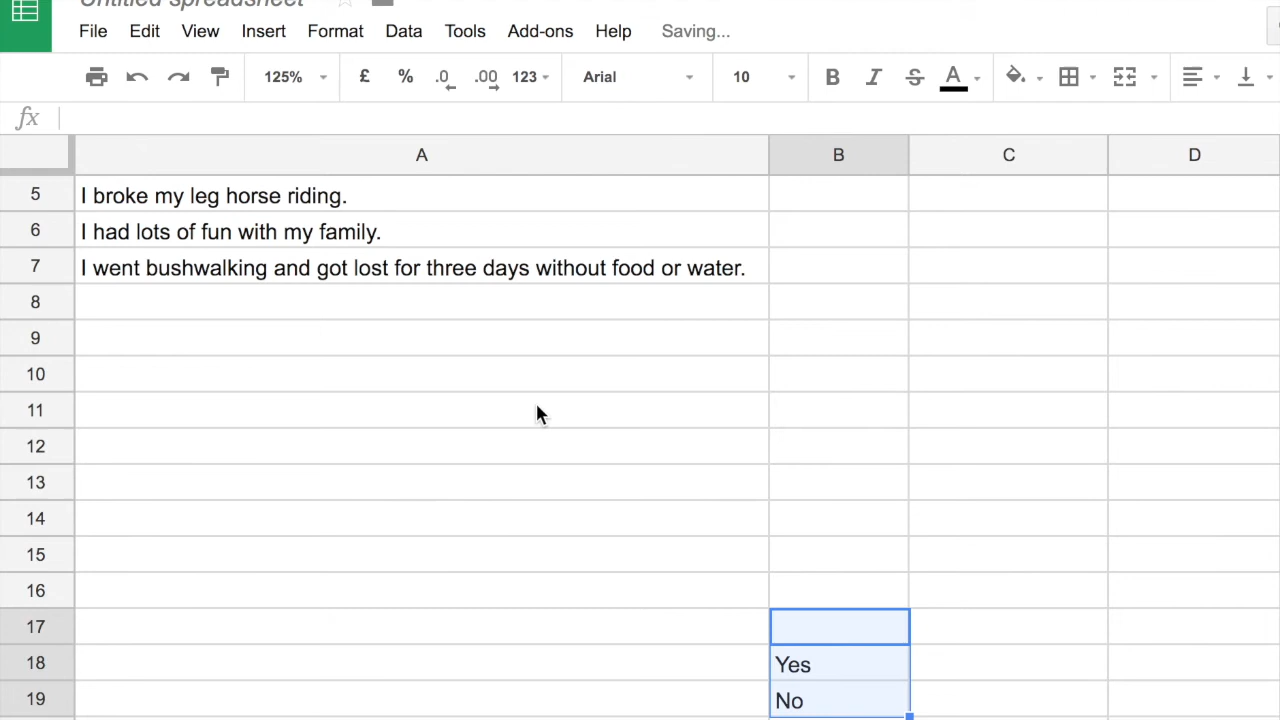 Untitled spreadsheet
File Edit View Insert Format Data Tools Add-ons Help Saving...
125% £ % .0 .00 123 Arial 10 B I S A
fx
A B C D
5 I broke my leg horse riding.
6 I had lots of fun with my family.
7 I went bushwalking and got lost for three days without food or water.
8
9
10
11
12
13
14
15
16
17
18 Yes
19 No